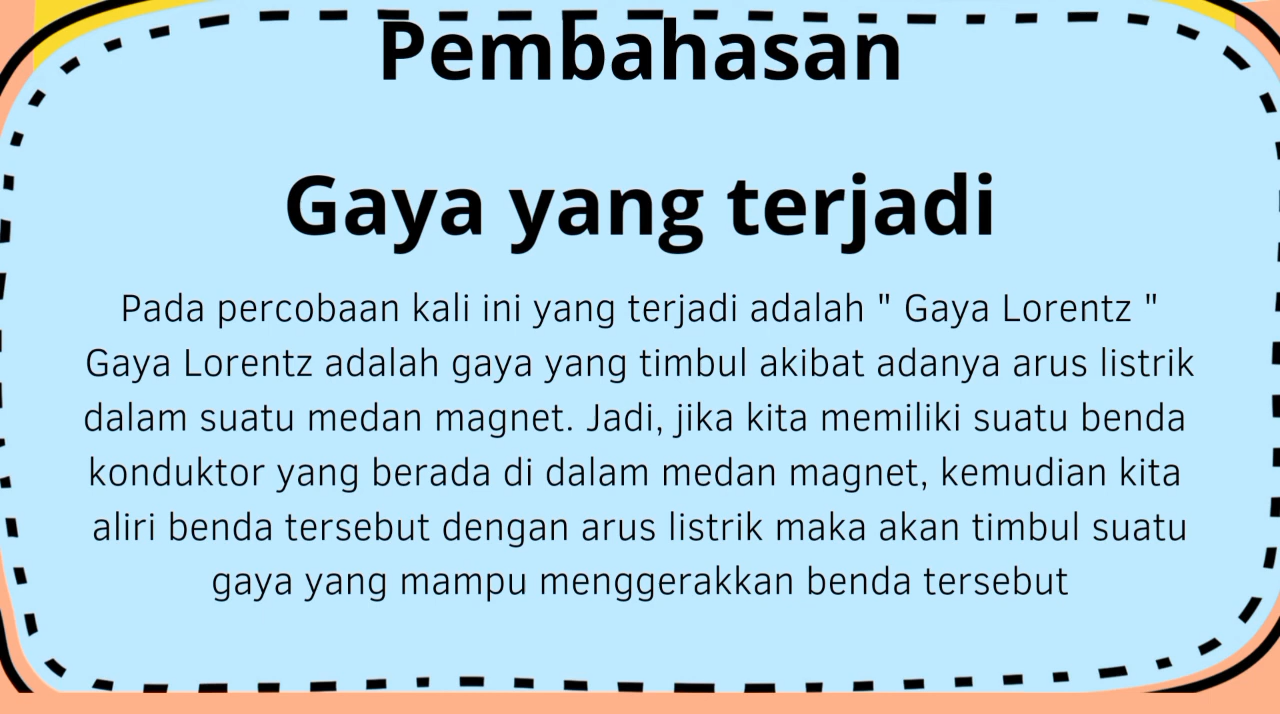 Pembahasan
Gaya yang terjadi
Pada percobaan kali ini yang terjadi adalah " Gaya Lorentz "
Gaya Lorentz adalah gaya yang timbul akibat adanya arus listrik
dalam suatu medan magnet. Jadi, jika kita memiliki suatu benda
konduktor yang berada di dalam medan magnet, kemudian kita
aliri benda tersebut dengan arus listrik maka akan timbul suatu
gaya yang mampu menggerakkan benda tersebut